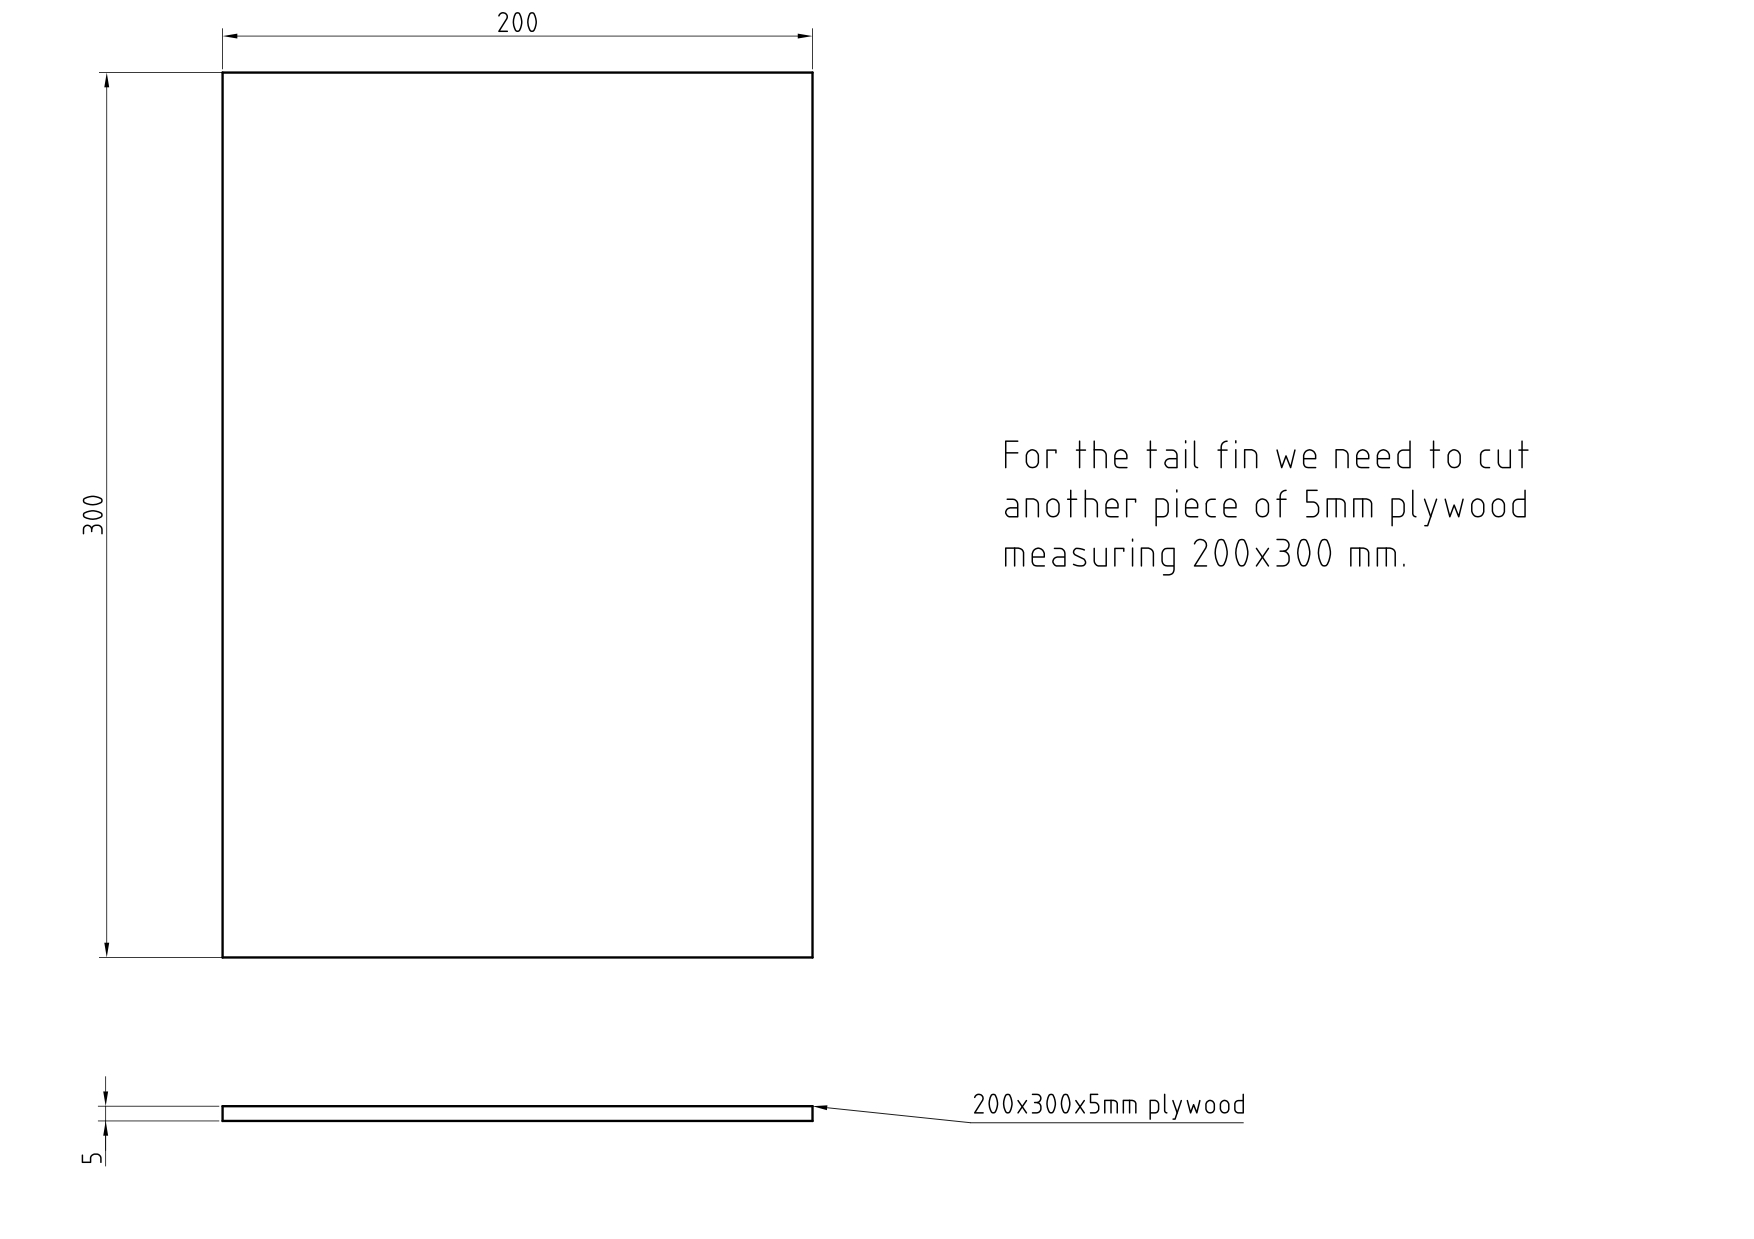 200
300
For the tail fin we need to cut
another piece of 5mm plywood
measuring 200x300 mm.
200x300x5mm plywood
5